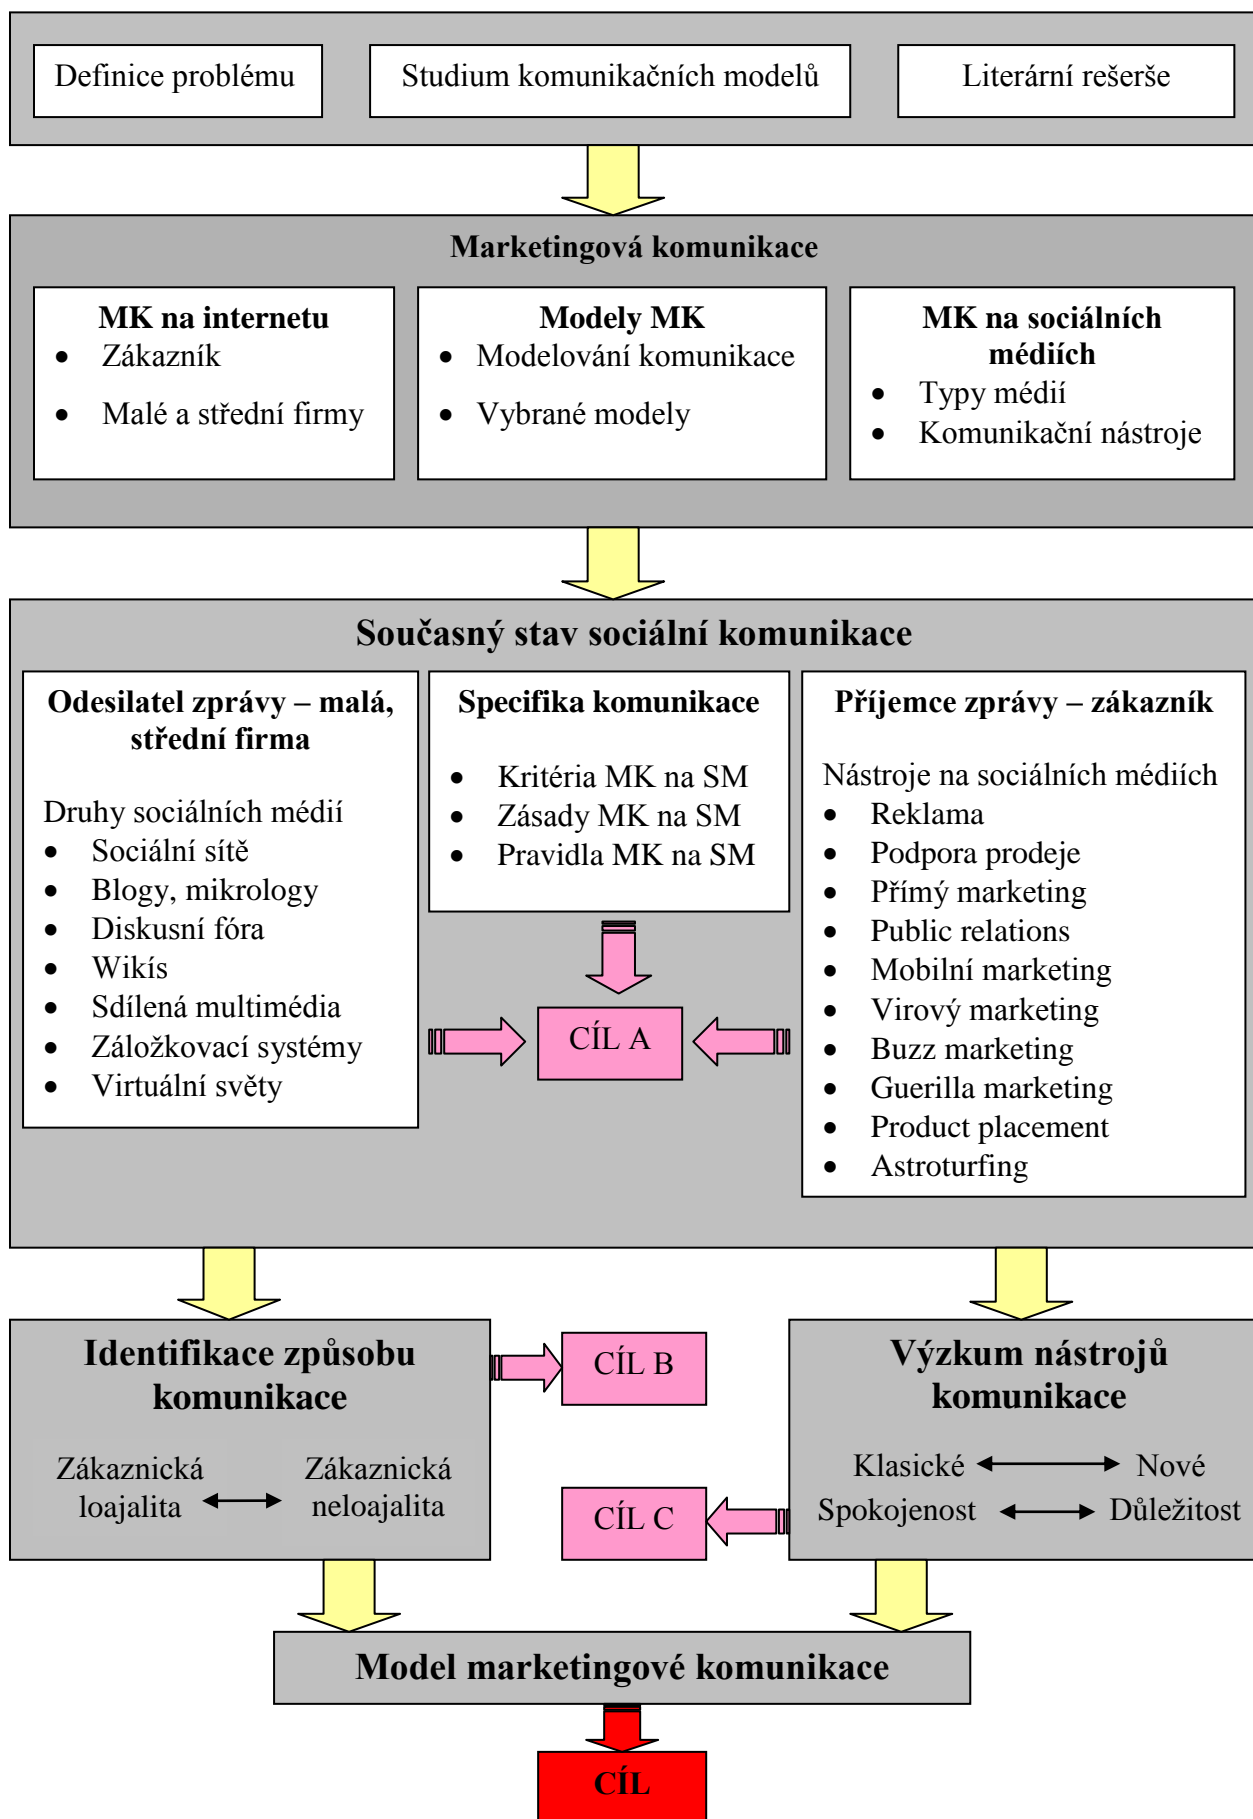 Definice problému
Studium komunikačních modelů
Literární rešerše
Marketingová komunikace
MK na internetu
• Zákazník
• Malé a střední firmy
Modely MK
• Modelování komunikace
• Vybrané modely
MK na sociálních
médiích
• Typy médií
• Komunikační nástroje
Současný stav sociální komunikace
Odesilatel zprávy – malá,
střední firma
Druhy sociálních médií
• Sociální sítě
• Blogy, mikrology
• Diskusní fóra
• Wikís
• Sdílená multimédia
• Záložkovací systémy
• Virtuální světy
Specifika komunikace
• Kritéria MK na SM
• Zásady MK na SM
• Pravidla MK na SM
CÍL A
Příjemce zprávy – zákazník
Nástroje na sociálních médiích
• Reklama
• Podpora prodeje
• Přímý marketing
• Public relations
• Mobilní marketing
• Virový marketing
• Buzz marketing
• Guerilla marketing
• Product placement
• Astroturfing
Identifikace způsobu
komunikace
Zákaznická
loajalita
Zákaznická
neloajalita
CÍL B
CÍL C
Výzkum nástrojů
komunikace
Klasické Nové
Spokojenost Důležitost
Model marketingové komunikace
CÍL